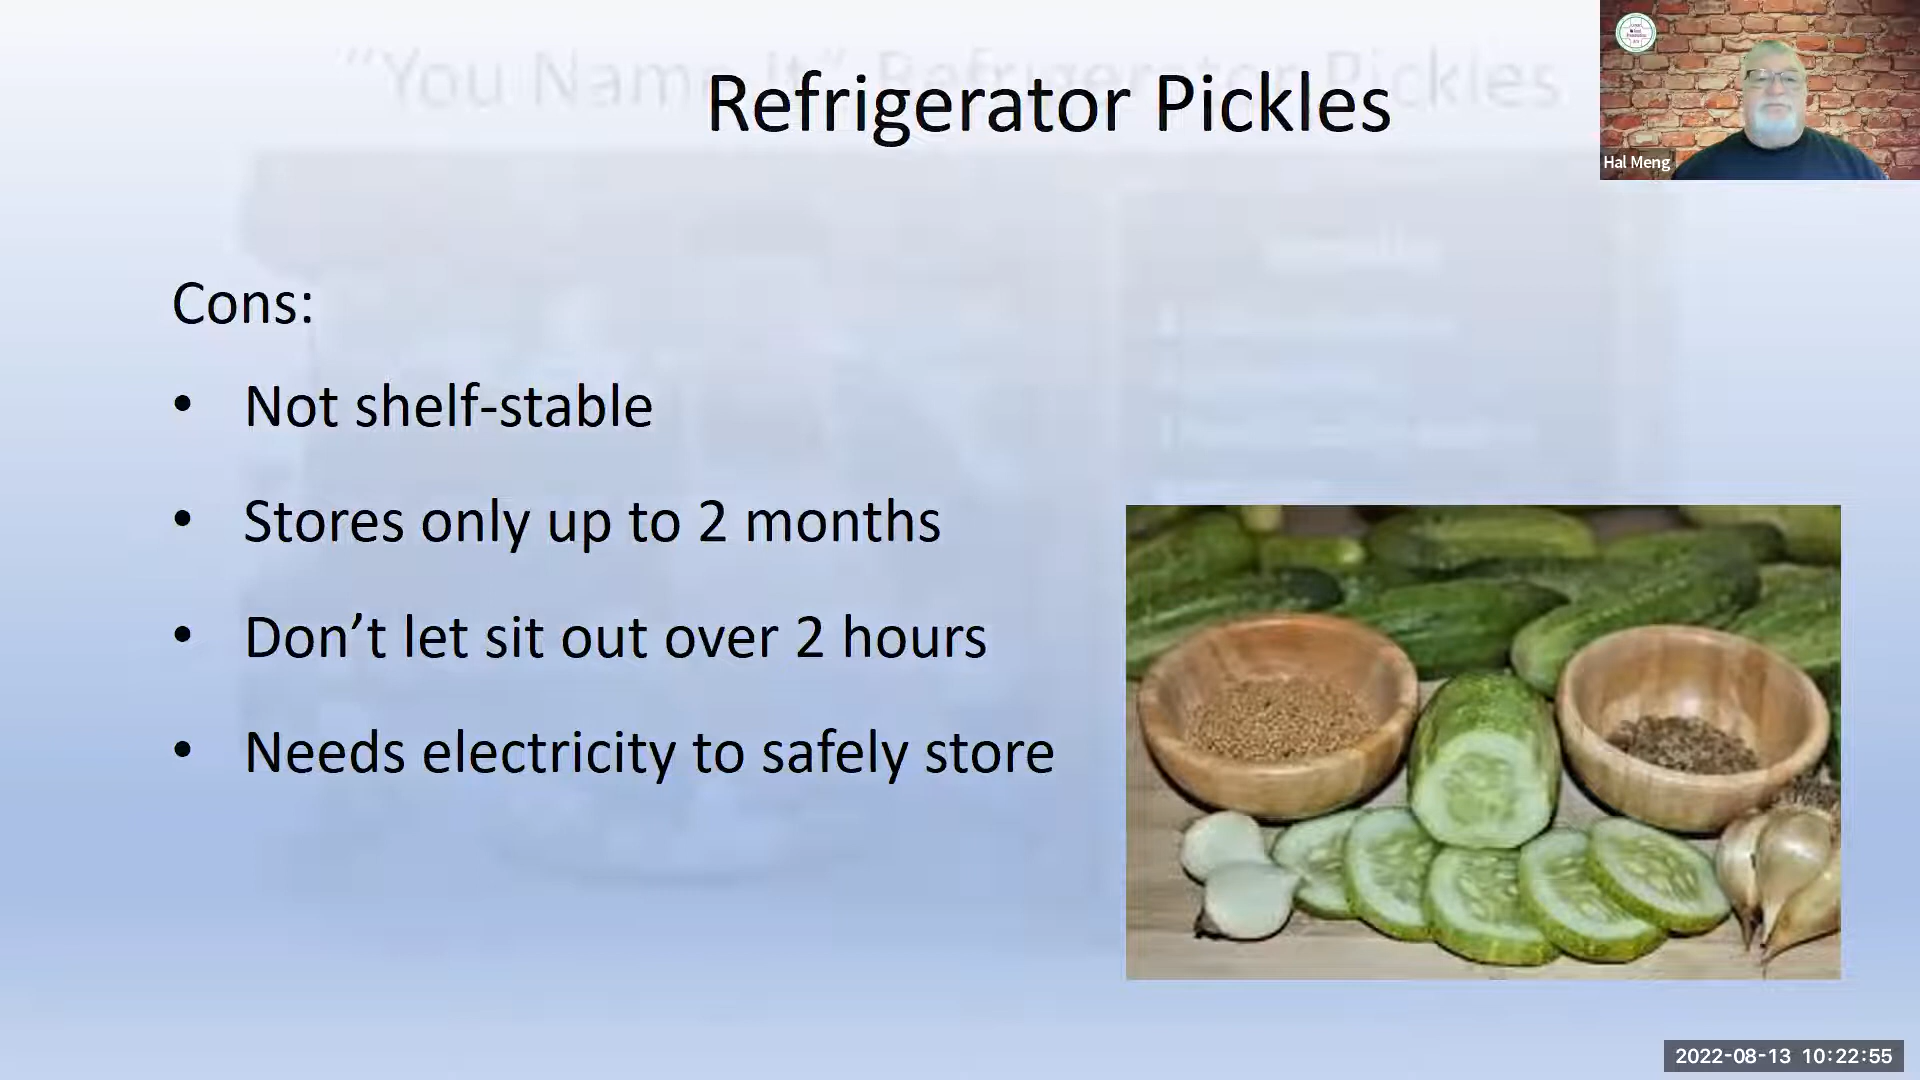 “You Name It” Refrigerator Pickles
Refrigerator Pickles
Hal Meng
Cons:
• Not shelf-stable
• Stores only up to 2 months
• Don’t let sit out over 2 hours
• Needs electricity to safely store
2022-08-13 10:22:55